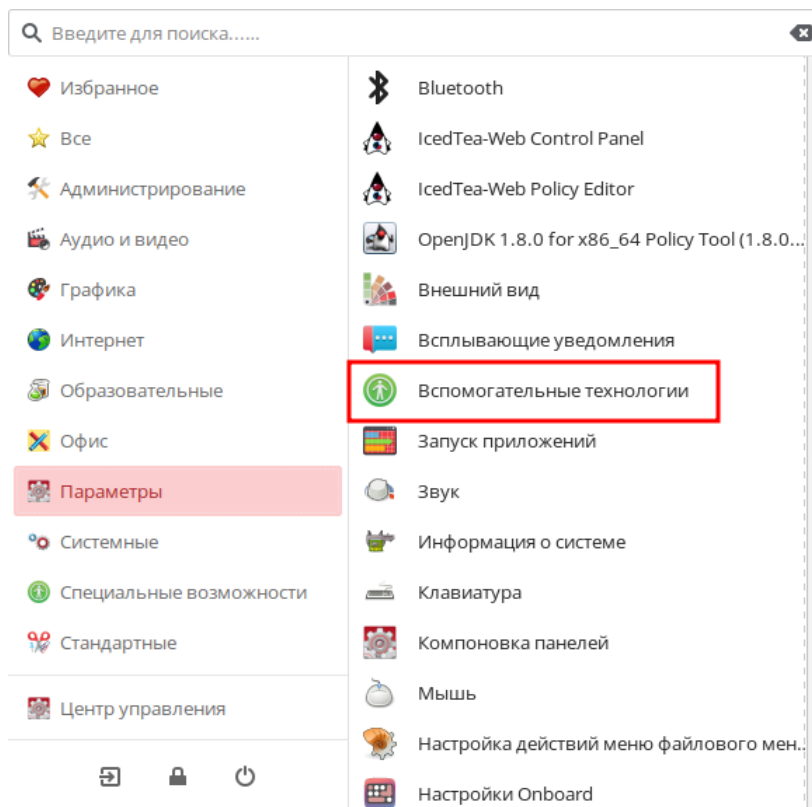 Введите для поиска......
Избранное
Все
Администрирование
Аудио и видео
Графика
Интернет
Образовательные
Офис
Параметры
Системные
Специальные возможности
Стандартные
Центр управления
Bluetooth
IcedTea-Web Control Panel
IcedTea-Web Policy Editor
OpenJDK 1.8.0 for x86_64 Policy Tool (1.8.0...
Внешний вид
Всплывающие уведомления
Вспомогательные технологии
Запуск приложений
Звук
Информация о системе
Клавиатура
Компоновка панелей
Мышь
Настройка действий меню файлового мен...
Настройки Onboard